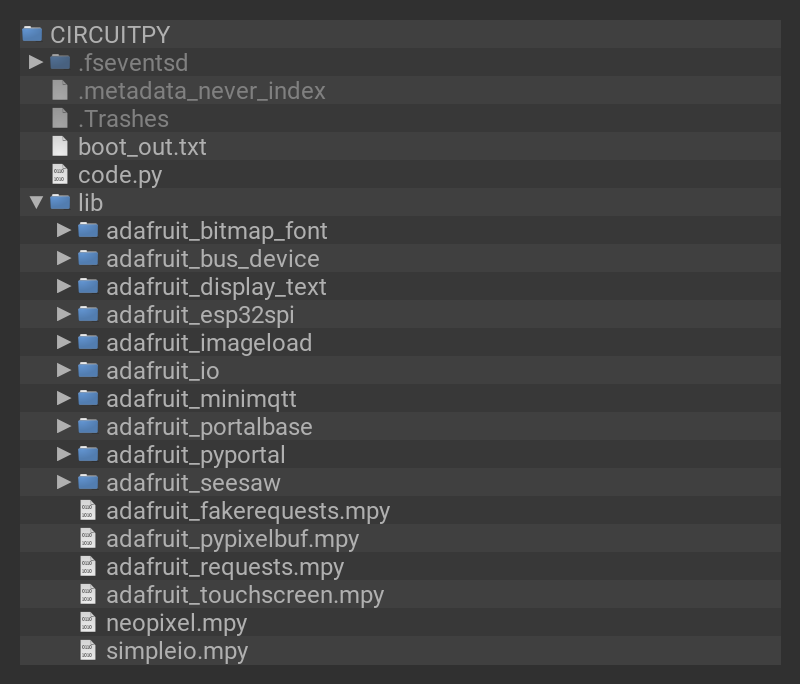 CIRCUITPY
.fseventsd
.metadata_never_index
.Trashes
boot_out.txt
code.py
lib
adafruit_bitmap_font
adafruit_bus_device
adafruit_display_text
adafruit_esp32spi
adafruit_imageload
adafruit_io
adafruit_minimqtt
adafruit_portalbase
adafruit_pyportal
adafruit_seesaw
adafruit_fakerequests.mpy
adafruit_pypixelbuf.mpy
adafruit_requests.mpy
adafruit_touchscreen.mpy
neopixel.mpy
simpleio.mpy